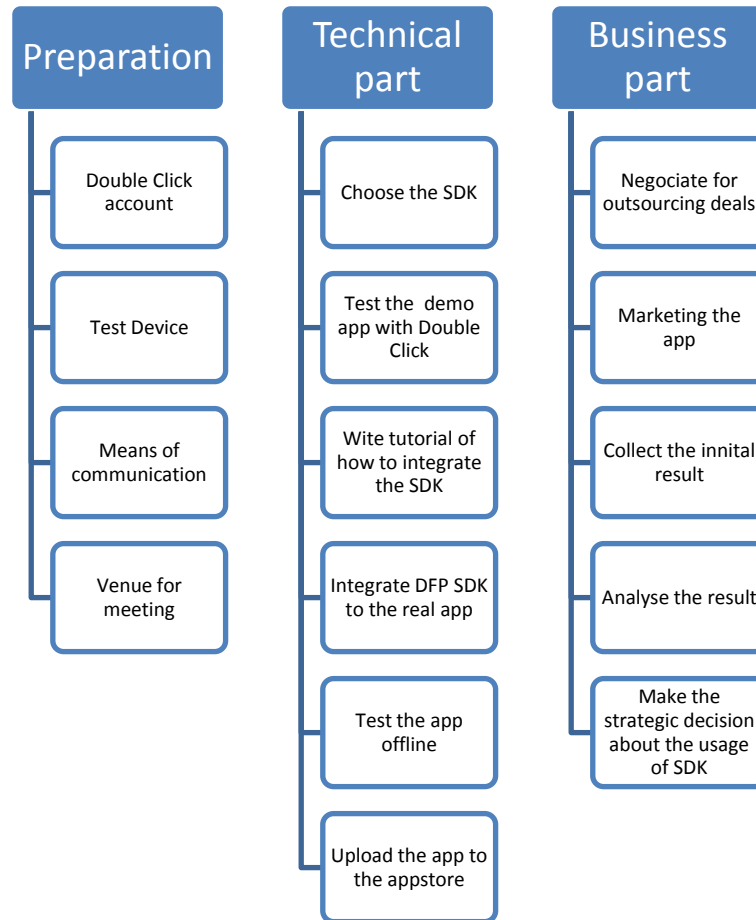 Preparation
Double Click
account
Test Device
Means of
communication
Venue for
meeting
Technical
part
Choose the SDK
Test the demo
app with Double
Click
Wite tutorial of
how to integrate
the SDK
Integrate DFP SDK
to the real app
Test the app
offline
Upload the app to
the appstore
Business
part
Negociate for
outsourcing deals
Marketing the
app
Collect the innital
result
Analyse the result
Make the
strategic decision
about the usage
of SDK